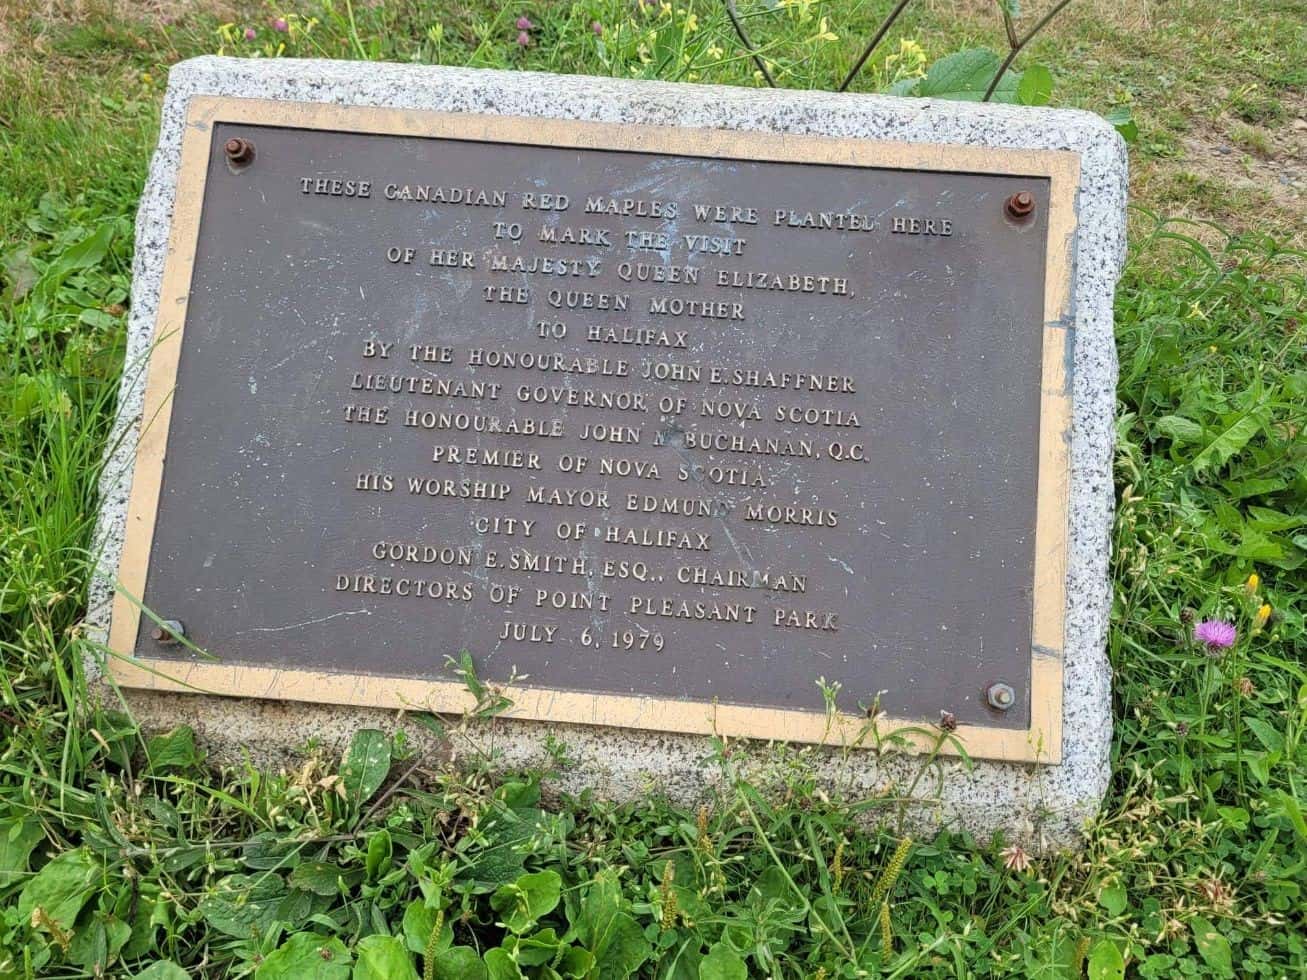 THESE CANADIAN RED MAPLES WERE PLANTED HERE
TO MARK THE VISIT
OF HER MAJESTY QUEEN ELIZABETH,
THE QUEEN MOTHER
TO HALIFAX
BY THE HONOURABLE JOHN E. SHAFFNER
LIEUTENANT GOVERNOR OF NOVA SCOTIA
THE HONOURABLE JOHN M. BUCHANAN, Q.C.
PREMIER OF NOVA SCOTIA
HIS WORSHIP MAYOR EDMUND MORRIS
CITY OF HALIFAX
GORDON E. SMITH, ESQ., CHAIRMAN
DIRECTORS OF POINT PLEASANT PARK
JULY 6, 1979